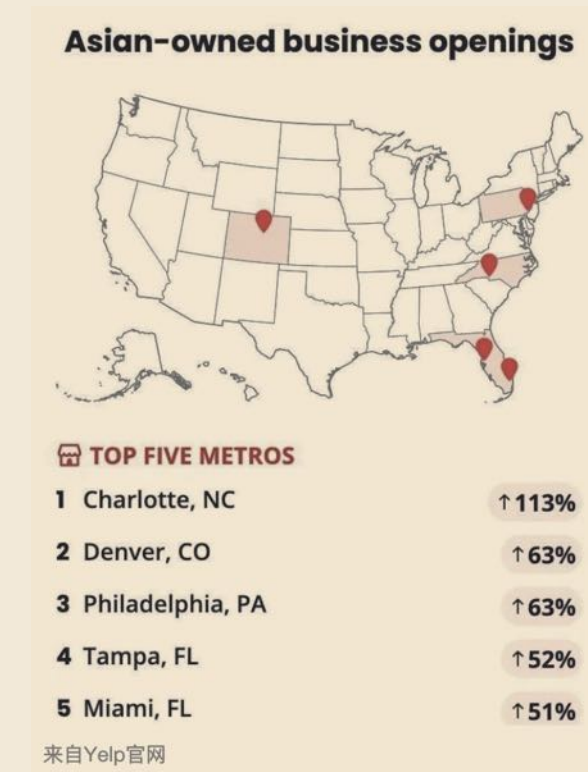 Asian-owned business openings
TOP FIVE METROS
1 Charlotte, NC ↑113%
2 Denver, CO ↑63%
3 Philadelphia, PA ↑63%
4 Tampa, FL ↑52%
5 Miami, FL ↑51%
来自Yelp官网